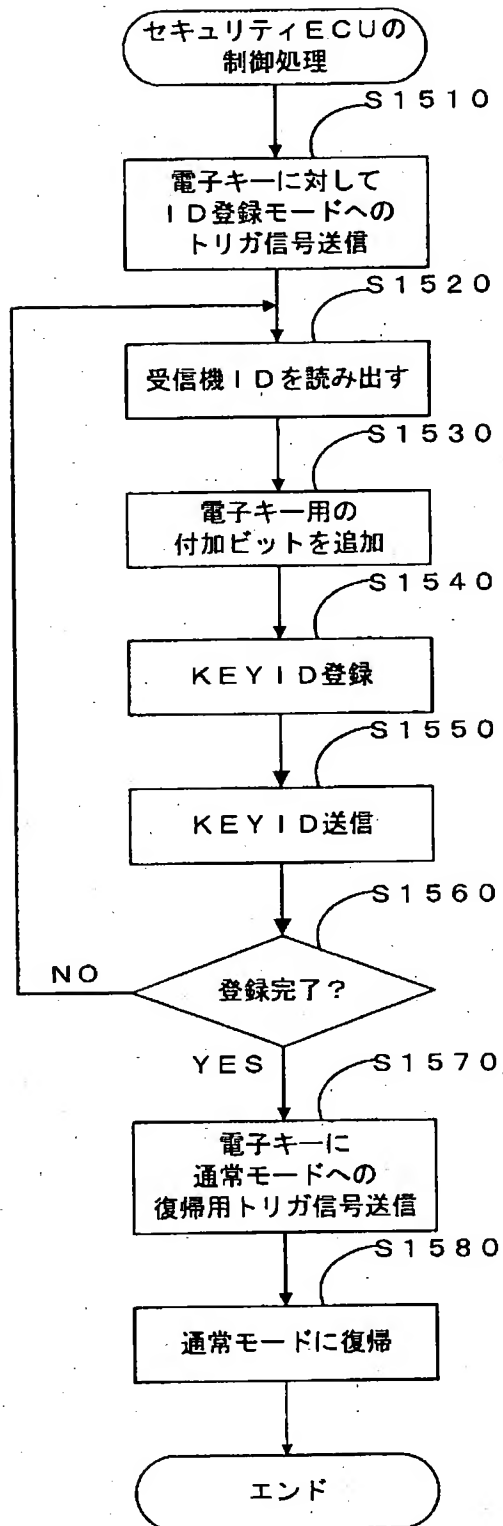 セキュリティＥＣＵの
制御処理
Ｓ１５１０
電子キーに対して
ＩＤ登録モードへの
トリガ信号送信
Ｓ１５２０
受信機ＩＤを読み出す
Ｓ１５３０
電子キー用の
付加ビットを追加
Ｓ１５４０
ＫＥＹＩＤ登録
Ｓ１５５０
ＫＥＹＩＤ送信
Ｓ１５６０
登録完了？
ＮＯ
ＹＥＳ
Ｓ１５７０
電子キーに
通常モードへの
復帰用トリガ信号送信
Ｓ１５８０
通常モードに復帰
エンド